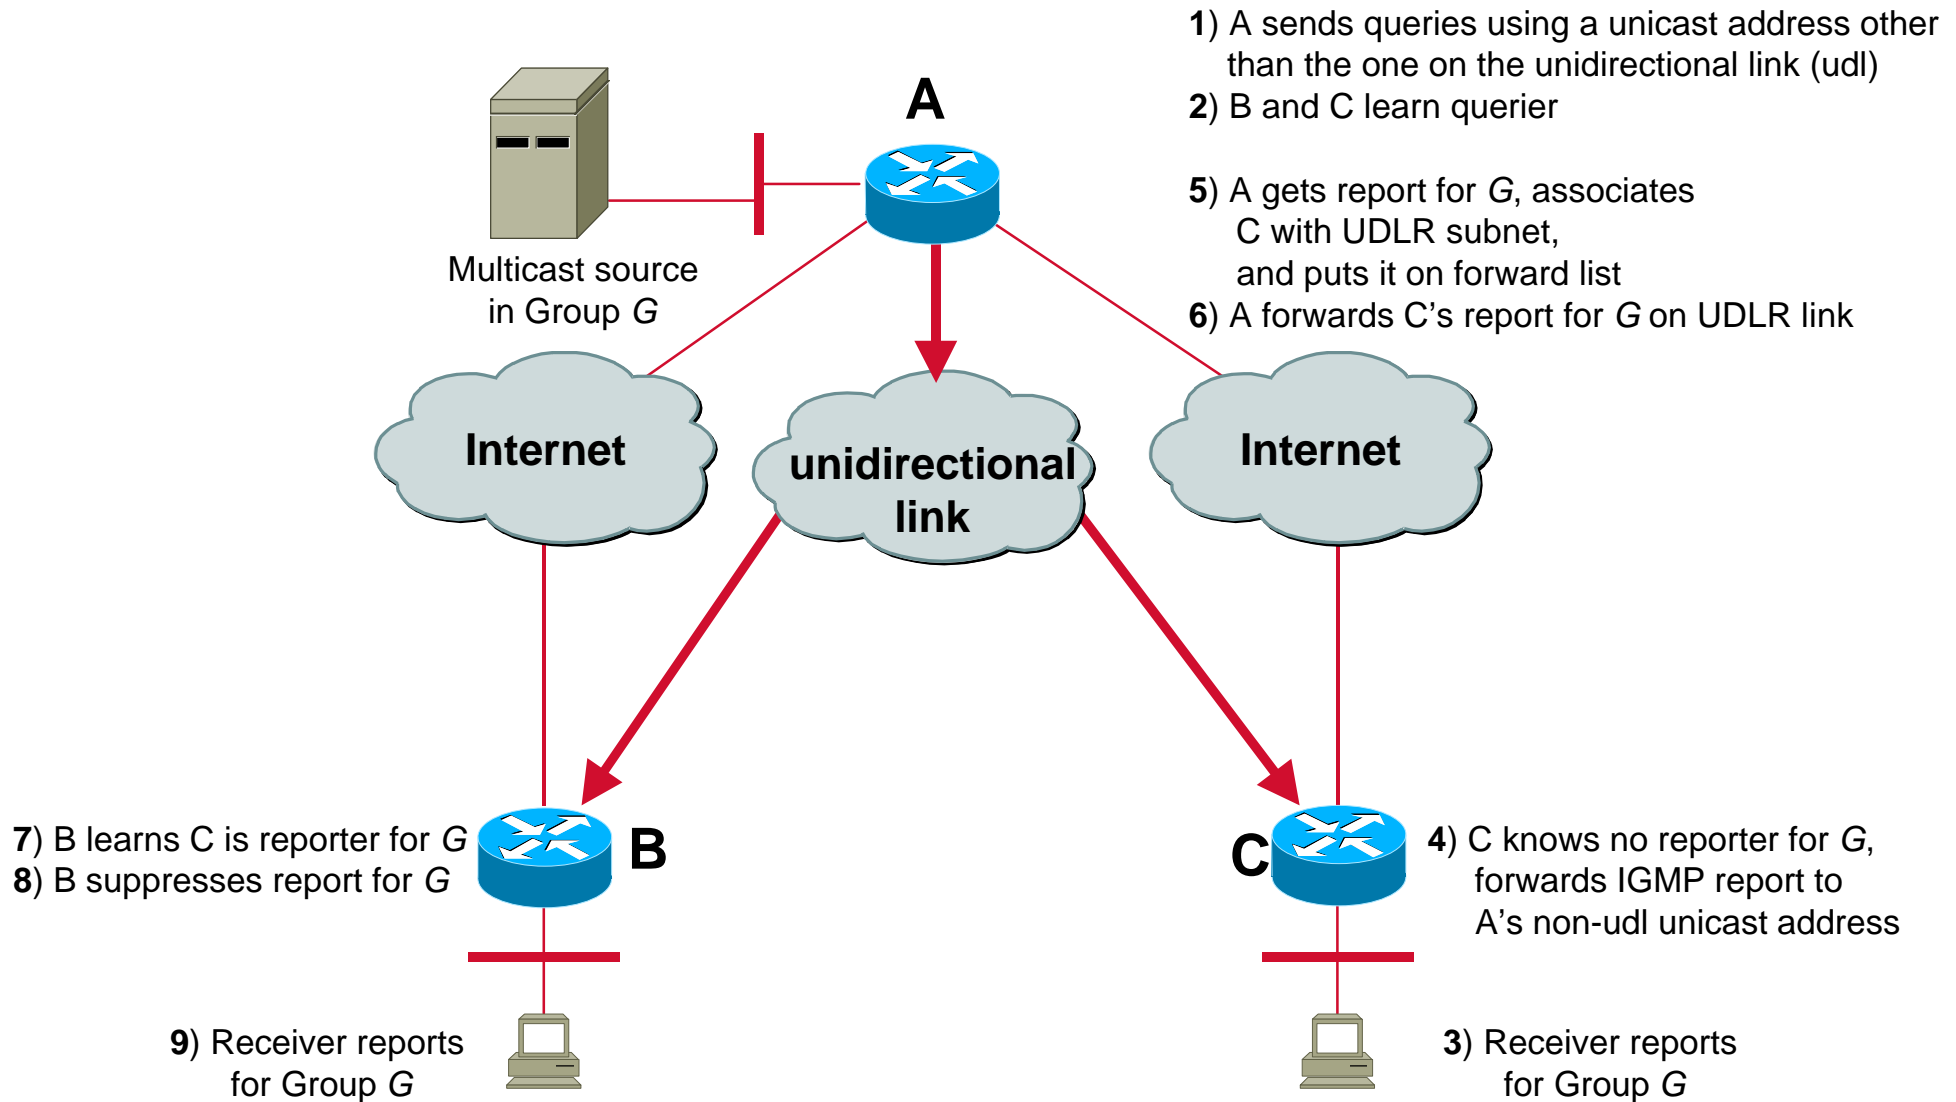 1) A sends queries using a unicast address other
than the one on the unidirectional link (udl)
2) B and C learn querier
A
5) A gets report for G, associates
C with UDLR subnet,
and puts it on forward list
6) A forwards C’s report for G on UDLR link
Multicast source
in Group G
Internet
unidirectional
link
Internet
7) B learns C is reporter for G
8) B suppresses report for G
B
C
4) C knows no reporter for G,
forwards IGMP report to
A’s non-udl unicast address
9) Receiver reports
for Group G
3) Receiver reports
for Group G